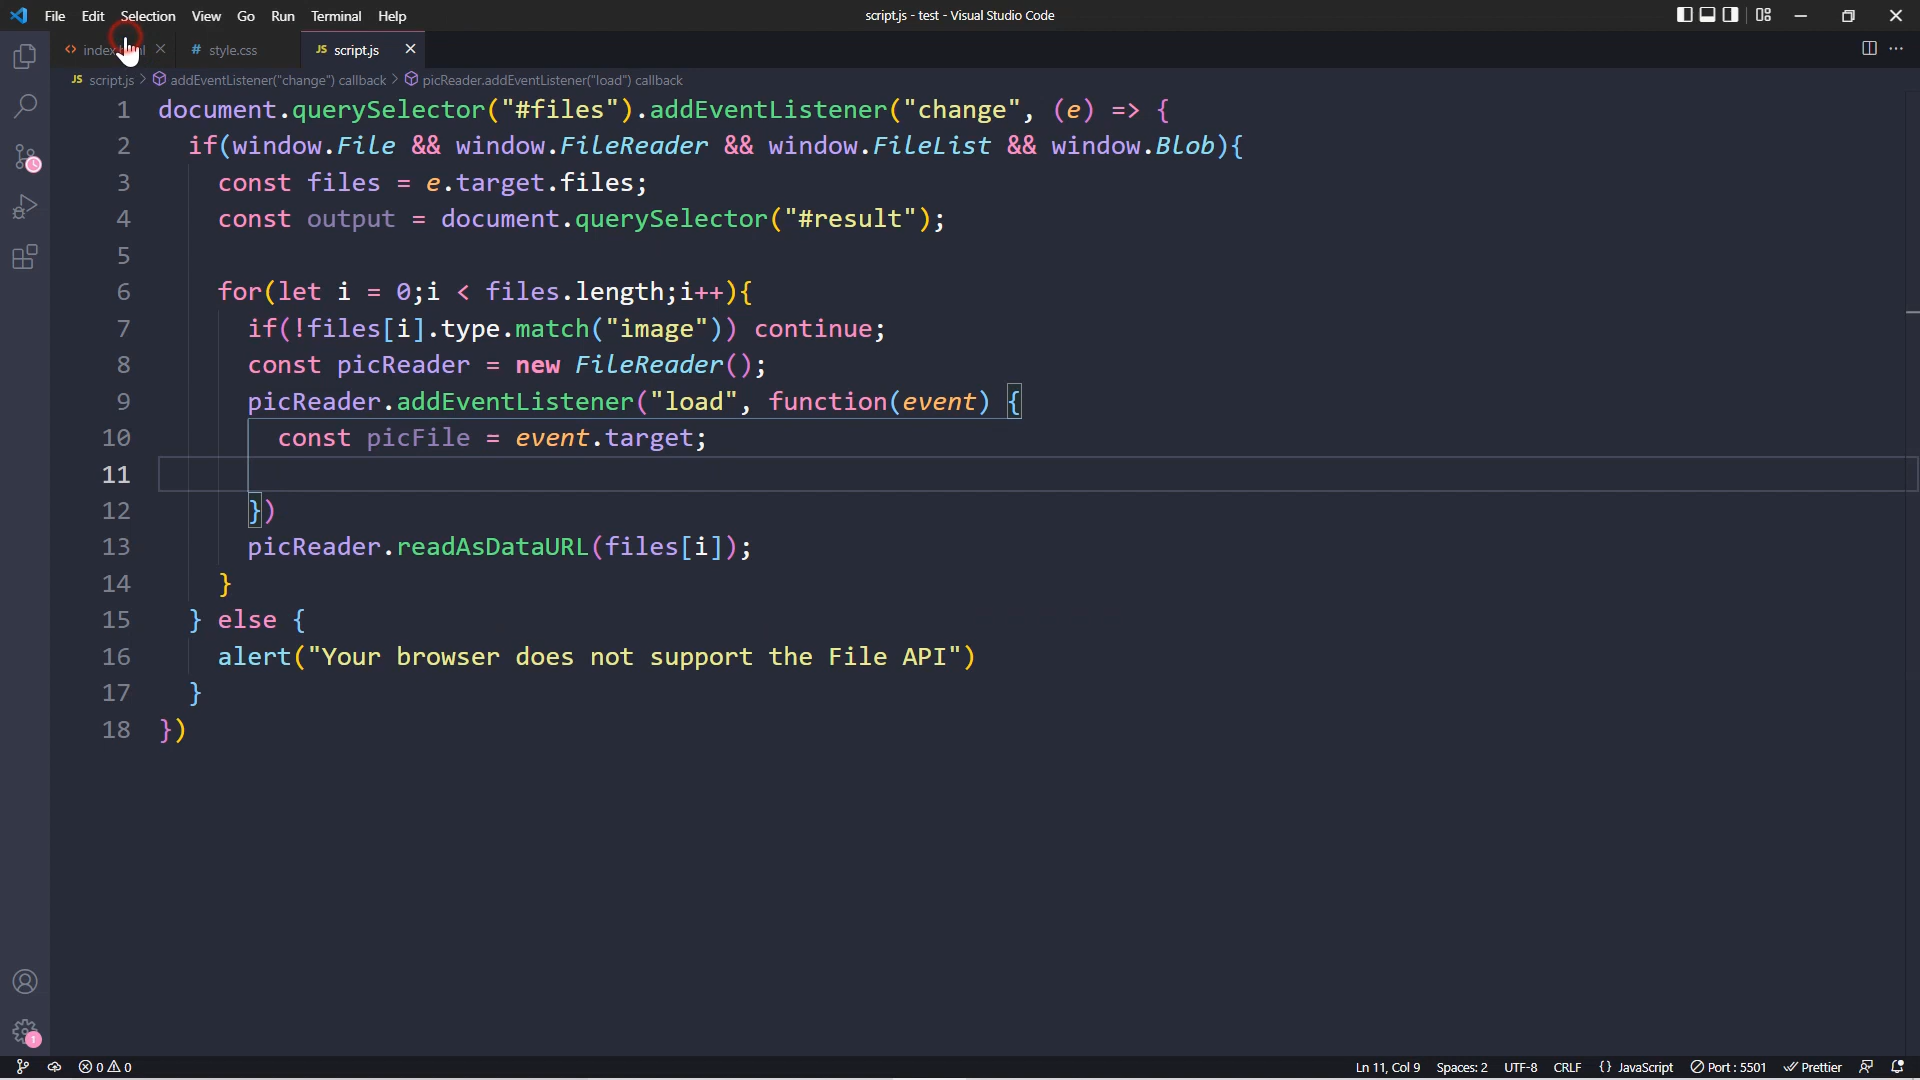 File Edit Selection View Go Run Terminal Help
script.js - test - Visual Studio Code
index.html
# style.css
JS script.js
JS script.js > addEventListener("change") callback > picReader.addEventListener("load") callback
1 document.querySelector("#files").addEventListener("change", (e) => {
2 if(window.File && window.FileReader && window.FileList && window.Blob){
3 const files = e.target.files;
4 const output = document.querySelector("#result");
5
6 for(let i = 0;i < files.length;i++){
7 if(!files[i].type.match("image")) continue;
8 const picReader = new FileReader();
9 picReader.addEventListener("load", function(event) {
10 const picFile = event.target;
11
12 })
13 picReader.readAsDataURL(files[i]);
14 }
15 } else {
16 alert("Your browser does not support the File API")
17 }
18 })
1
0 0
Ln 11, Col 9 Spaces: 2 UTF-8 CRLF {} JavaScript Port : 5501 Prettier